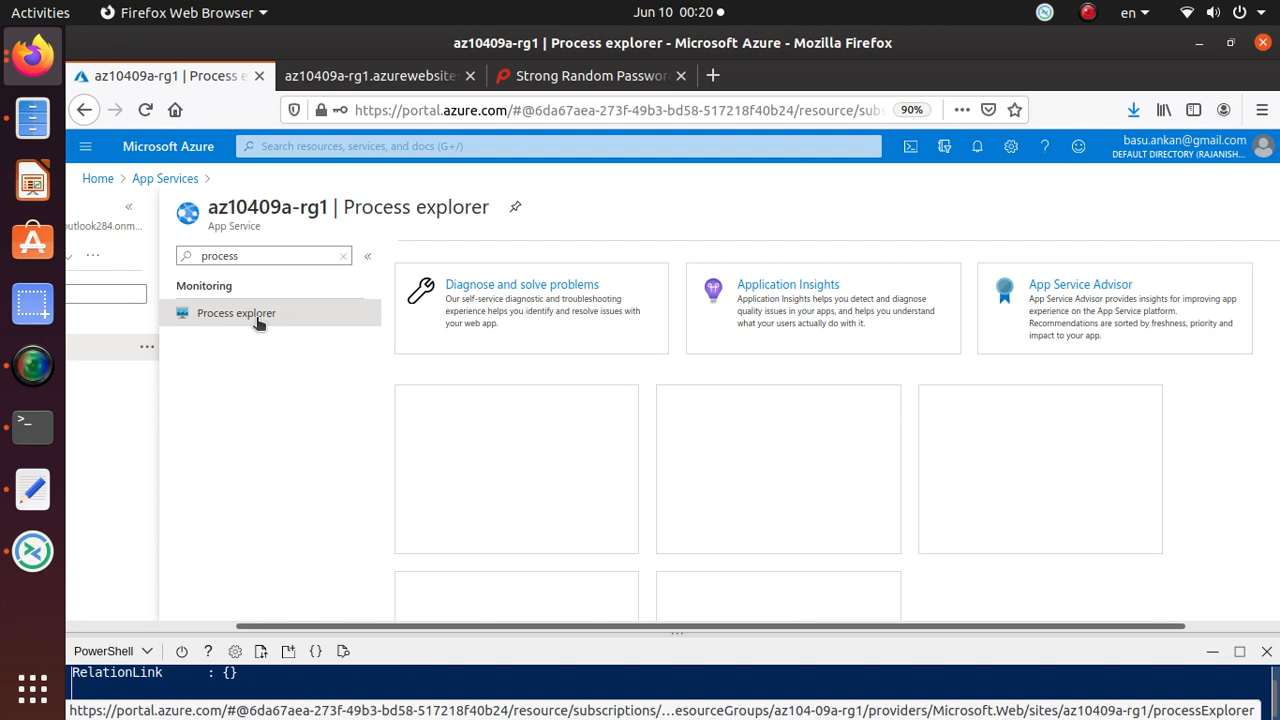 Activities
Firefox Web Browser
Jun 10 00:20
en
az10409a-rg1 | Process explorer - Microsoft Azure - Mozilla Firefox
az10409a-rg1 | Process e
az10409a-rg1.azurewebsite
Strong Random Passwor
https://portal.azure.com/#@6da67aea-273f-49b3-bd58-517218f40b24/resource/subs
90%
Microsoft Azure
Search resources, services, and docs (G+/)
basu.ankan@gmail.com
DEFAULT DIRECTORY (RAJANISH...
Home
App Services
az10409a-rg1 | Process explorer
App Service
utlook284.onm...
process
Monitoring
Process explorer
Diagnose and solve problems
Our self-service diagnostic and troubleshooting
experience helps you identify and resolve issues with
your web app.
Application Insights
Application Insights helps you detect and diagnose
quality issues in your apps, and helps you understand
what your users actually do with it.
App Service Advisor
App Service Advisor provides insights for improving app
experience on the App Service platform.
Recommendations are sorted by freshness, priority and
impact to your app.
PowerShell
RelationLink : {}
https://portal.azure.com/#@6da67aea-273f-49b3-bd58-517218f40b24/resource/subscriptions/…esourceGroups/az104-09a-rg1/providers/Microsoft.Web/sites/az10409a-rg1/processExplorer